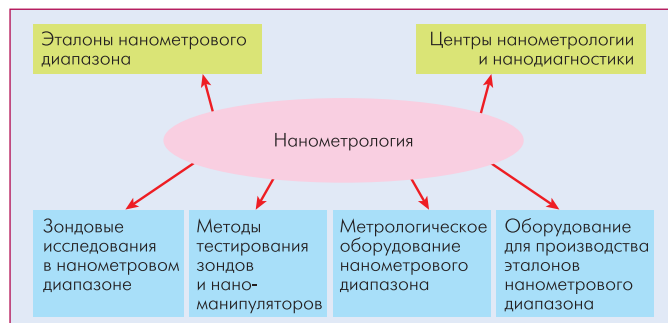 Эталоны нанометрового
диапазона
Центры нанометрологии
и нанодиагностики
Нанометрология
Зондовые
исследования
в нанометровом
диапазоне
Методы
тестирования
зондов
и нано-
манипуляторов
Метрологическое
оборудование
нанометрового
диапазона
Оборудование
для производства
эталонов
нанометрового
диапазона